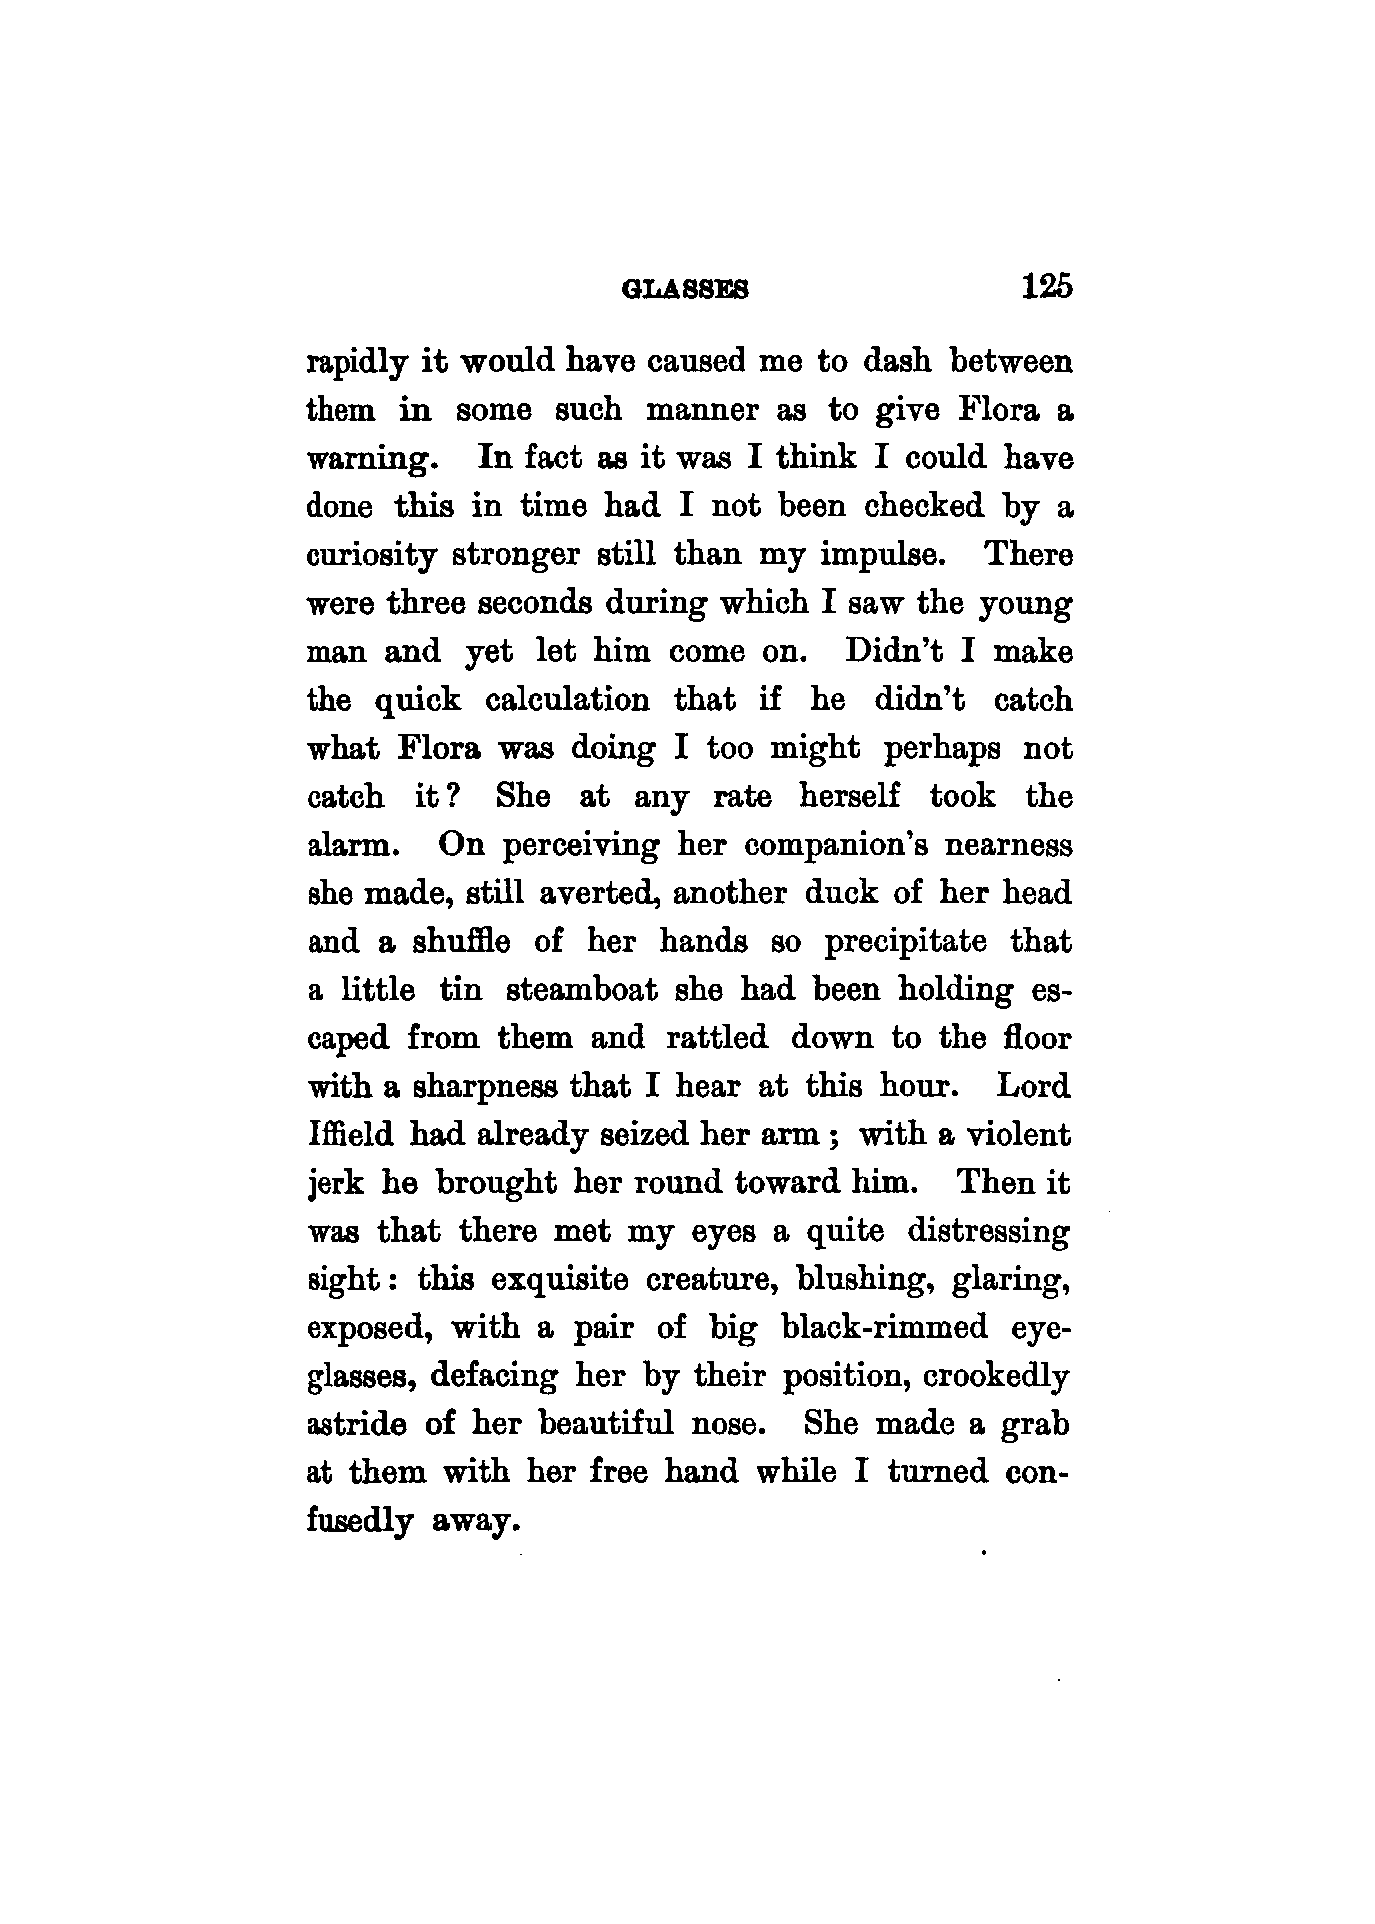 GLASSES 125
rapidly it would have caused me to dash between
them in some such manner as to give Flora a
warning. In fact as it was I think I could have
done this in time had I not been checked by a
curiosity stronger still than my impulse. There
were three seconds during which I saw the young
man and yet let him come on. Didn't I make
the quick calculation that if he didn't catch
what Flora was doing I too might perhaps not
catch it? She at any rate herself took the
alarm. On perceiving her companion's nearness
she made, still averted, another duck of her head
and a shuffle of her hands so precipitate that
a little tin steamboat she had been holding es-
caped from them and rattled down to the floor
with a sharpness that I hear at this hour. Lord
Iffield had already seized her arm; with a violent
jerk he brought her round toward him. Then it
was that there met my eyes a quite distressing
sight: this exquisite creature, blushing, glaring,
exposed, with a pair of big black-rimmed eye-
glasses, defacing her by their position, crookedly
astride of her beautiful nose. She made a grab
at them with her free hand while I turned con-
fusedly away.